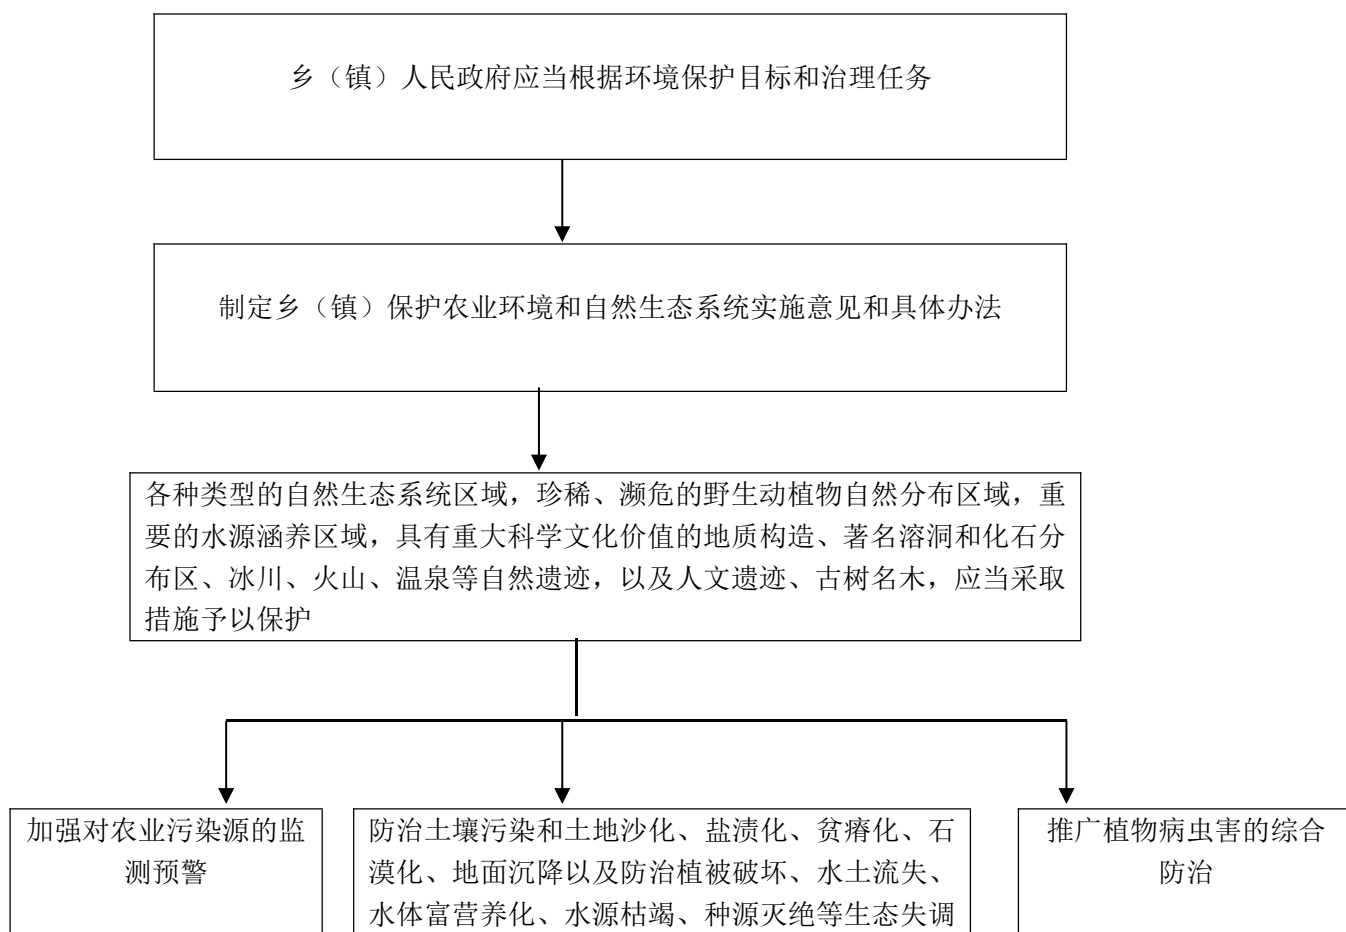 乡（镇）人民政府应当根据环境保护目标和治理任务
制定乡（镇）保护农业环境和自然生态系统实施意见和具体办法
各种类型的自然生态系统区域，珍稀、濒危的野生动植物自然分布区域，重
要的水源涵养区域，具有重大科学文化价值的地质构造、著名溶洞和化石分
布区、冰川、火山、温泉等自然遗迹，以及人文遗迹、古树名木，应当采取
措施予以保护
加强对农业污染源的监
测预警
防治土壤污染和土地沙化、盐渍化、贫瘠化、石
漠化、地面沉降以及防治植被破坏、水土流失、
水体富营养化、水源枯竭、种源灭绝等生态失调
推广植物病虫害的综合
防治